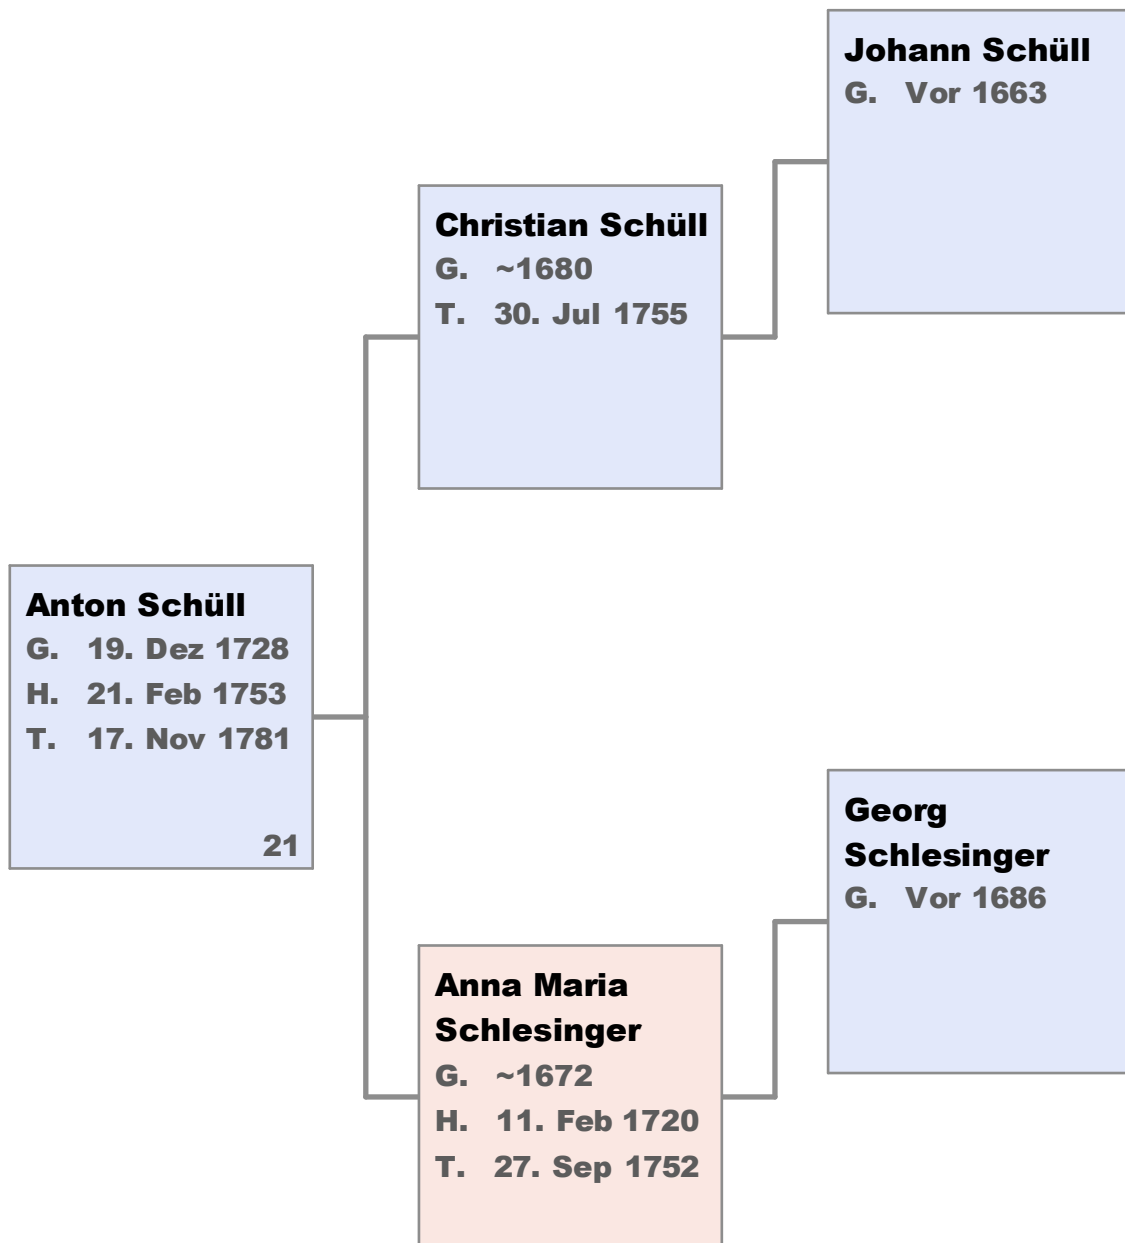 Johann Schüll
G. Vor 1663
Christian Schüll
G. ~1680
T. 30. Jul 1755
Anton Schüll
G. 19. Dez 1728
H. 21. Feb 1753
T. 17. Nov 1781
21
Georg
Schlesinger
G. Vor 1686
Anna Maria
Schlesinger
G. ~1672
H. 11. Feb 1720
T. 27. Sep 1752